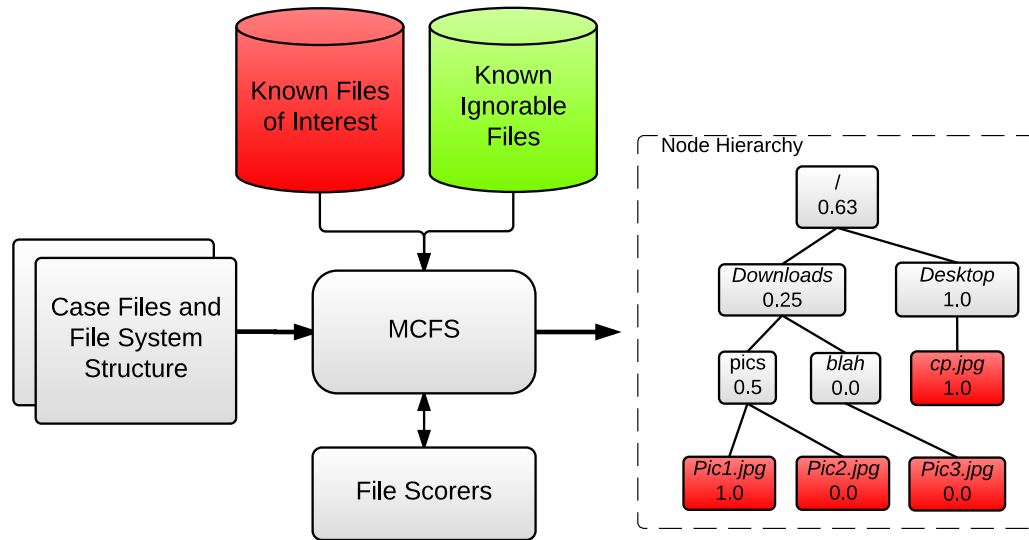 Known Files
of Interest
Known
Ignorable
Files
Case Files and
File System
Structure
MCFS
File Scorers
Node Hierarchy
/
0.63
Downloads
0.25
Desktop
1.0
pics
0.5
blah
0.0
cp.jpg
1.0
Pic1.jpg
1.0
Pic2.jpg
0.0
Pic3.jpg
0.0